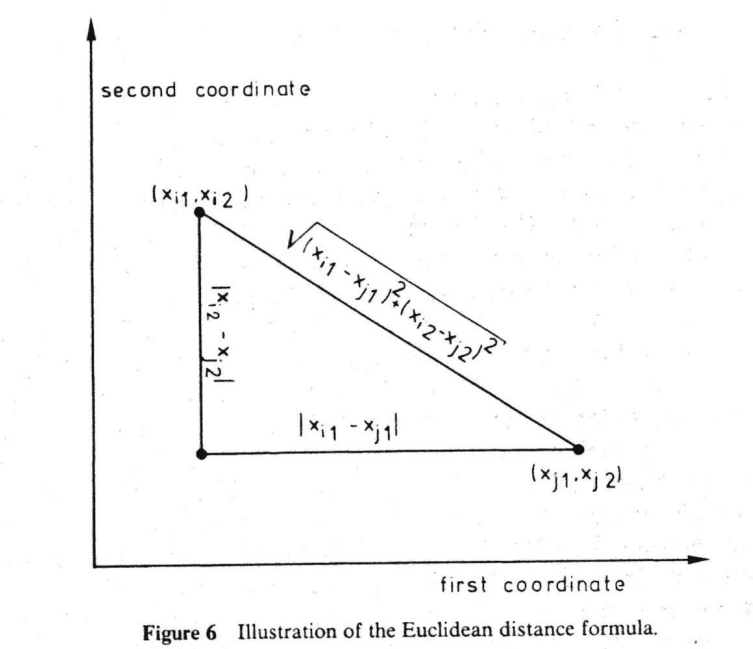 second coordinate
(x_{i1}, x_{i2})
√(x_{i1} - x_{j1})² + (x_{i2} - x_{j2})²
|x_{i2} - x_{j2}|
|x_{i1} - x_{j1}|
(x_{j1}, x_{j2})
first coordinate
Figure 6 Illustration of the Euclidean distance formula.